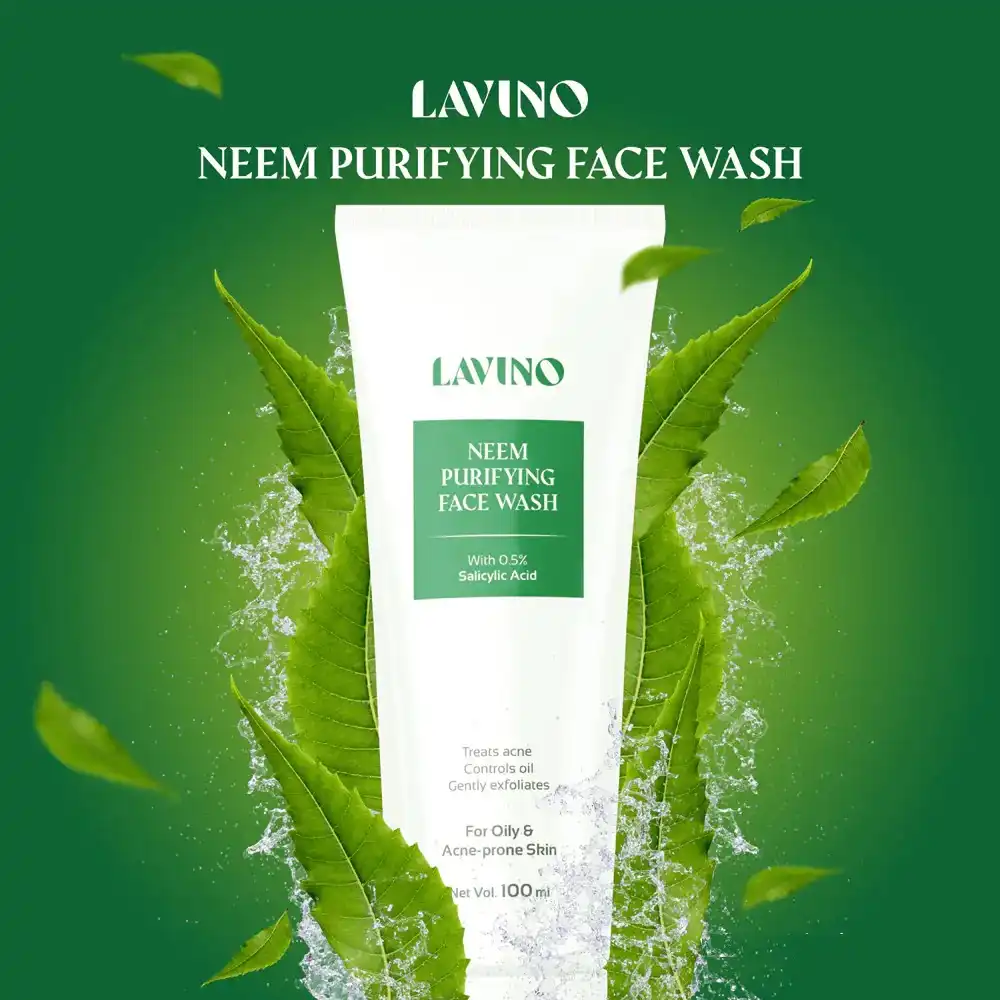 LAVINO
NEEM PURIFYING FACE WASH
LAVINO
NEEM
PURIFYING
FACE WASH
With 0.5%
Salicylic Acid
Treats acne
Controls oil
Gently exfoliates
For Oily &
Acne-prone Skin
Net Vol. 100 ml